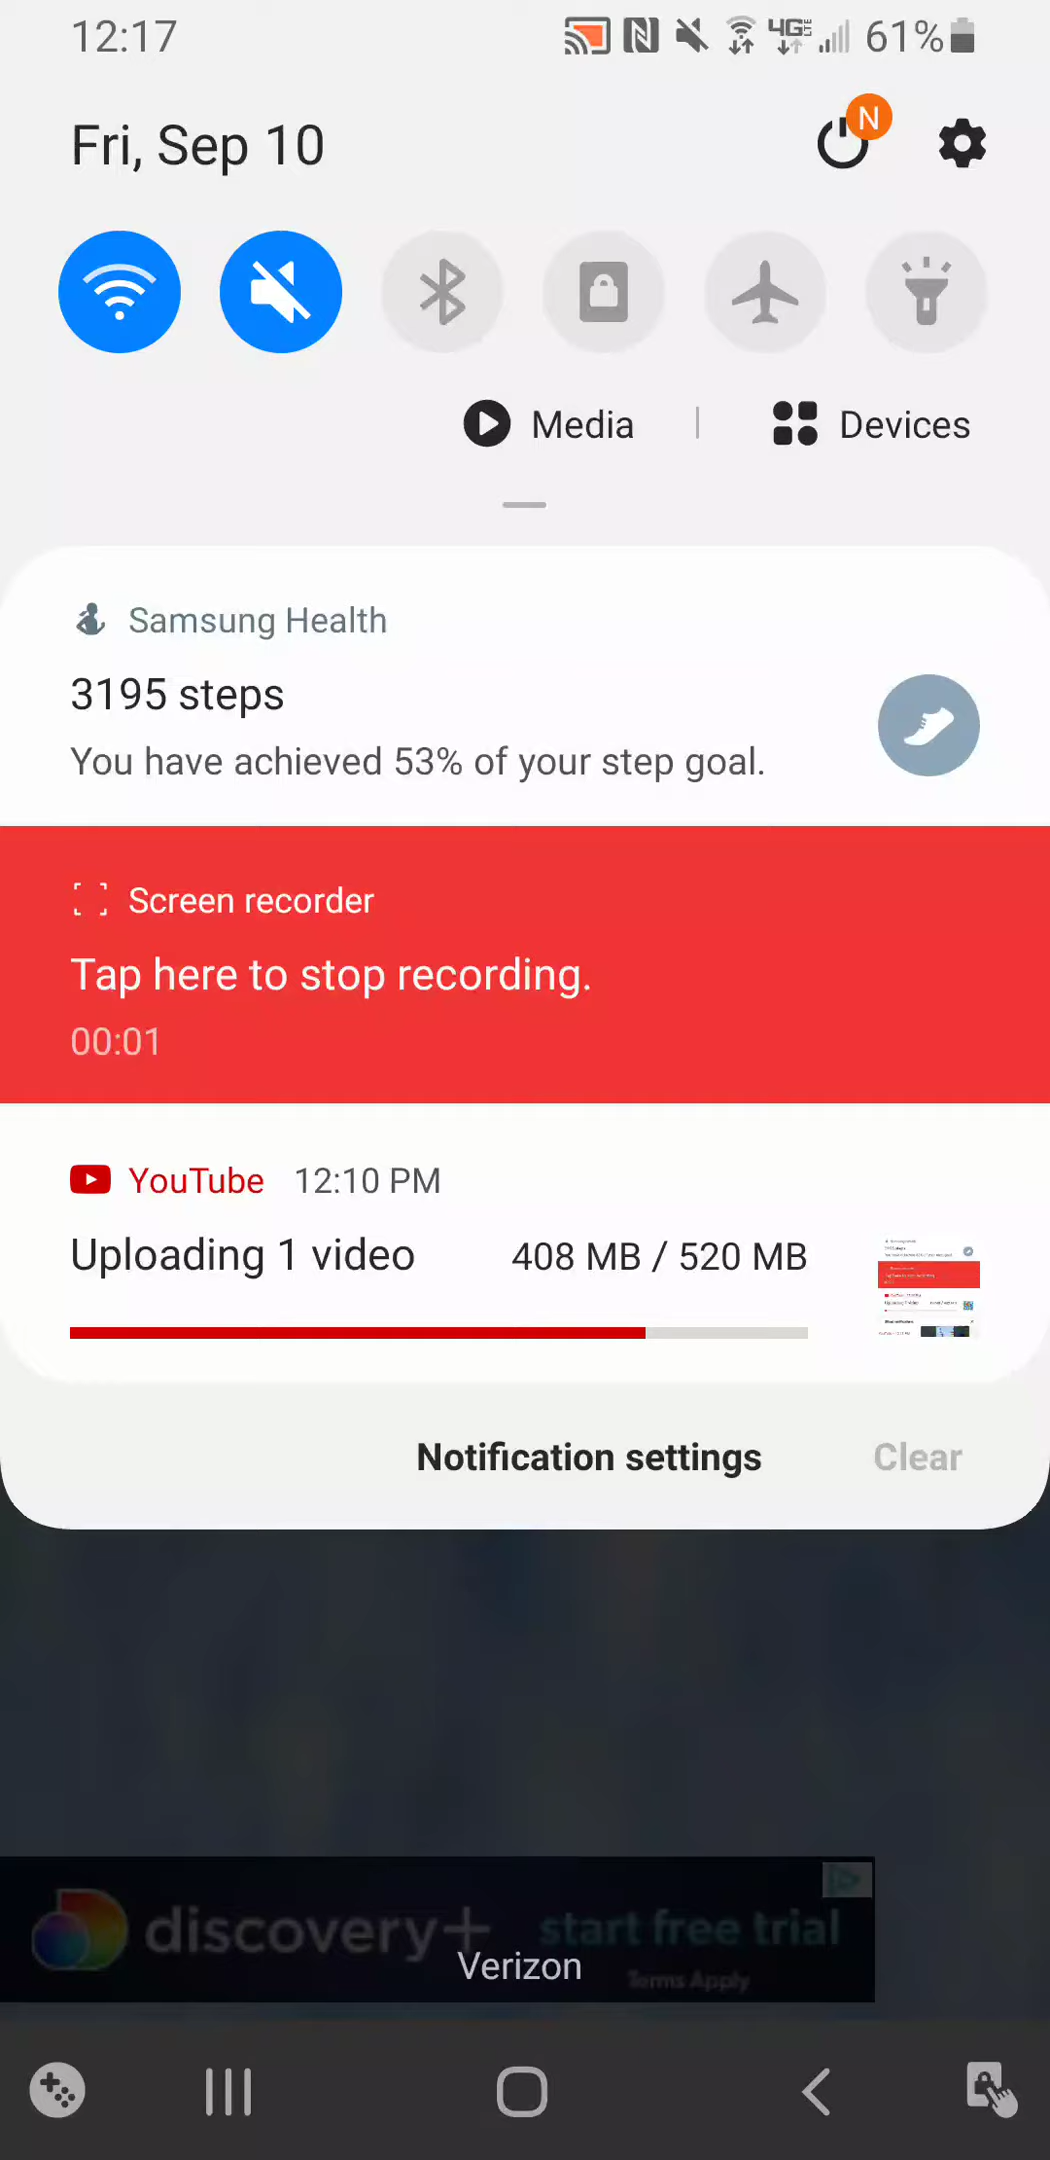 12:17 4G LTE 61%
Fri, Sep 10 N
Media | Devices
Samsung Health
3195 steps
You have achieved 53% of your step goal.
Screen recorder
Tap here to stop recording.
00:01
YouTube 12:10 PM
Uploading 1 video 408 MB / 520 MB
Notification settings Clear
discovery+ start free trial
Verizon
Terms Apply